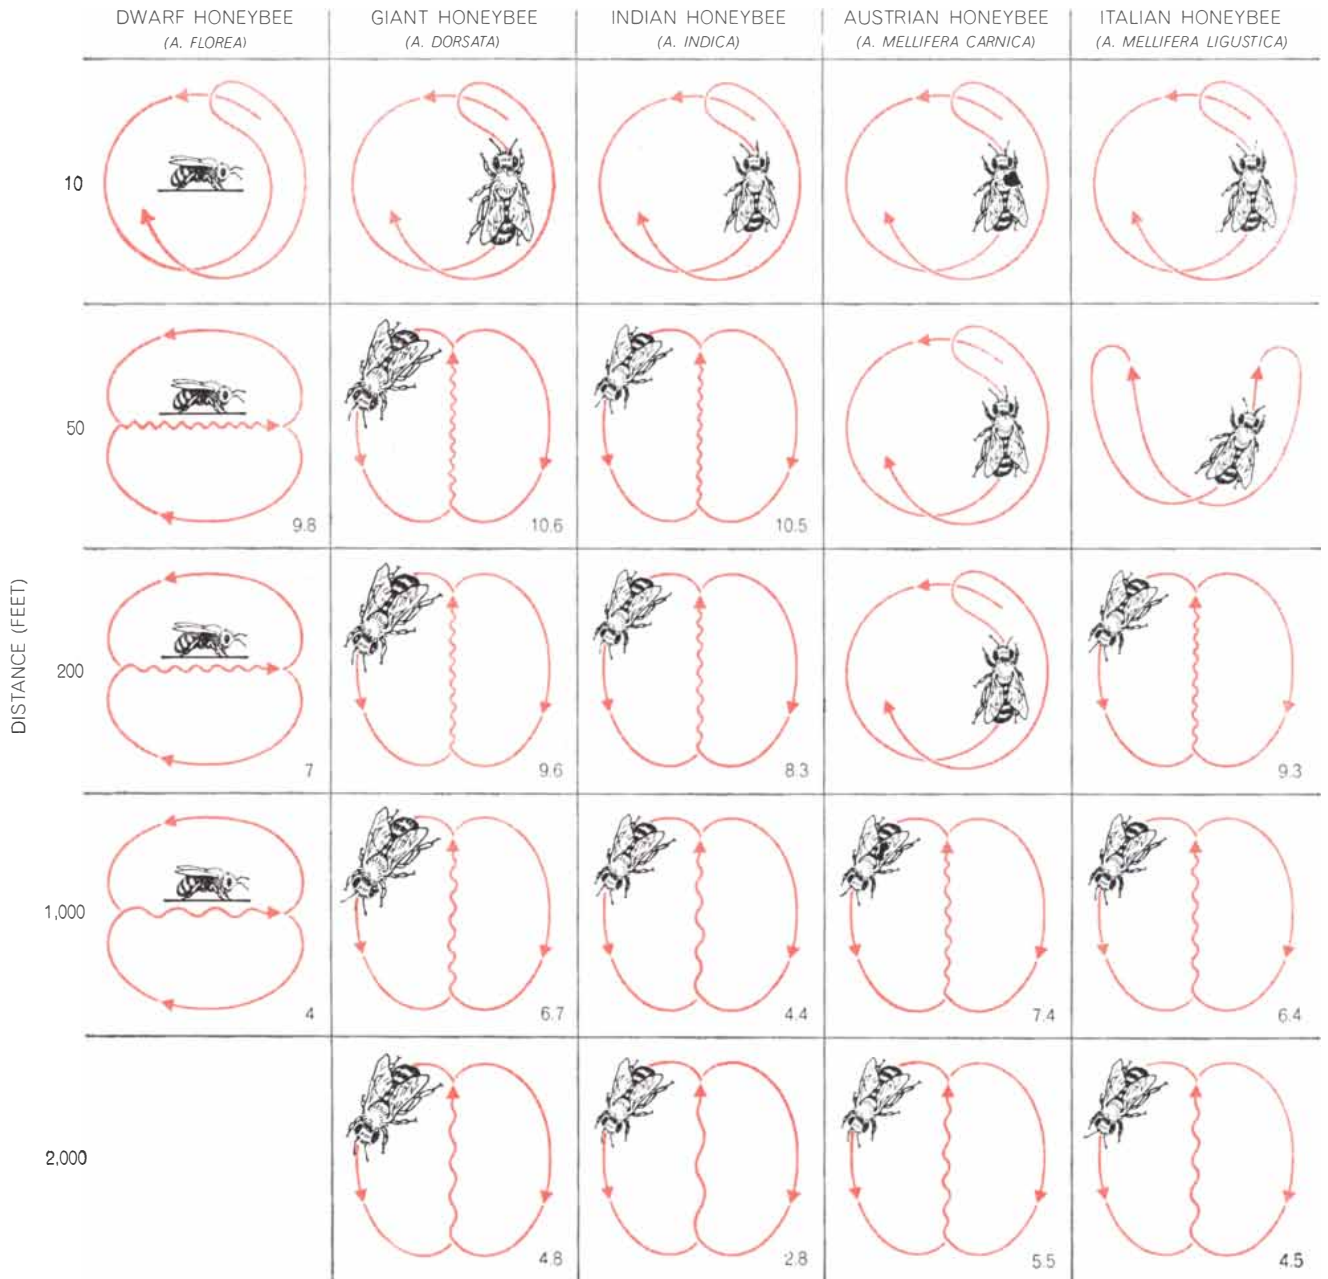 DWARF HONEYBEE GIANT HONEYBEE INDIAN HONEYBEE AUSTRIAN HONEYBEE ITALIAN HONEYBEE
(A. FLOREA) (A. DORSATA) (A. INDICA) (A. MELLIFERA CARNICA) (A. MELLIFERA LIGUSTICA)
10
50
9.8 10.6 10.5
DISTANCE (FEET)
200
7 9.6 8.3 9.3
1,000
4 6.7 4.4 7.4 6.4
2,000
4.8 2.8 5.5 4.5